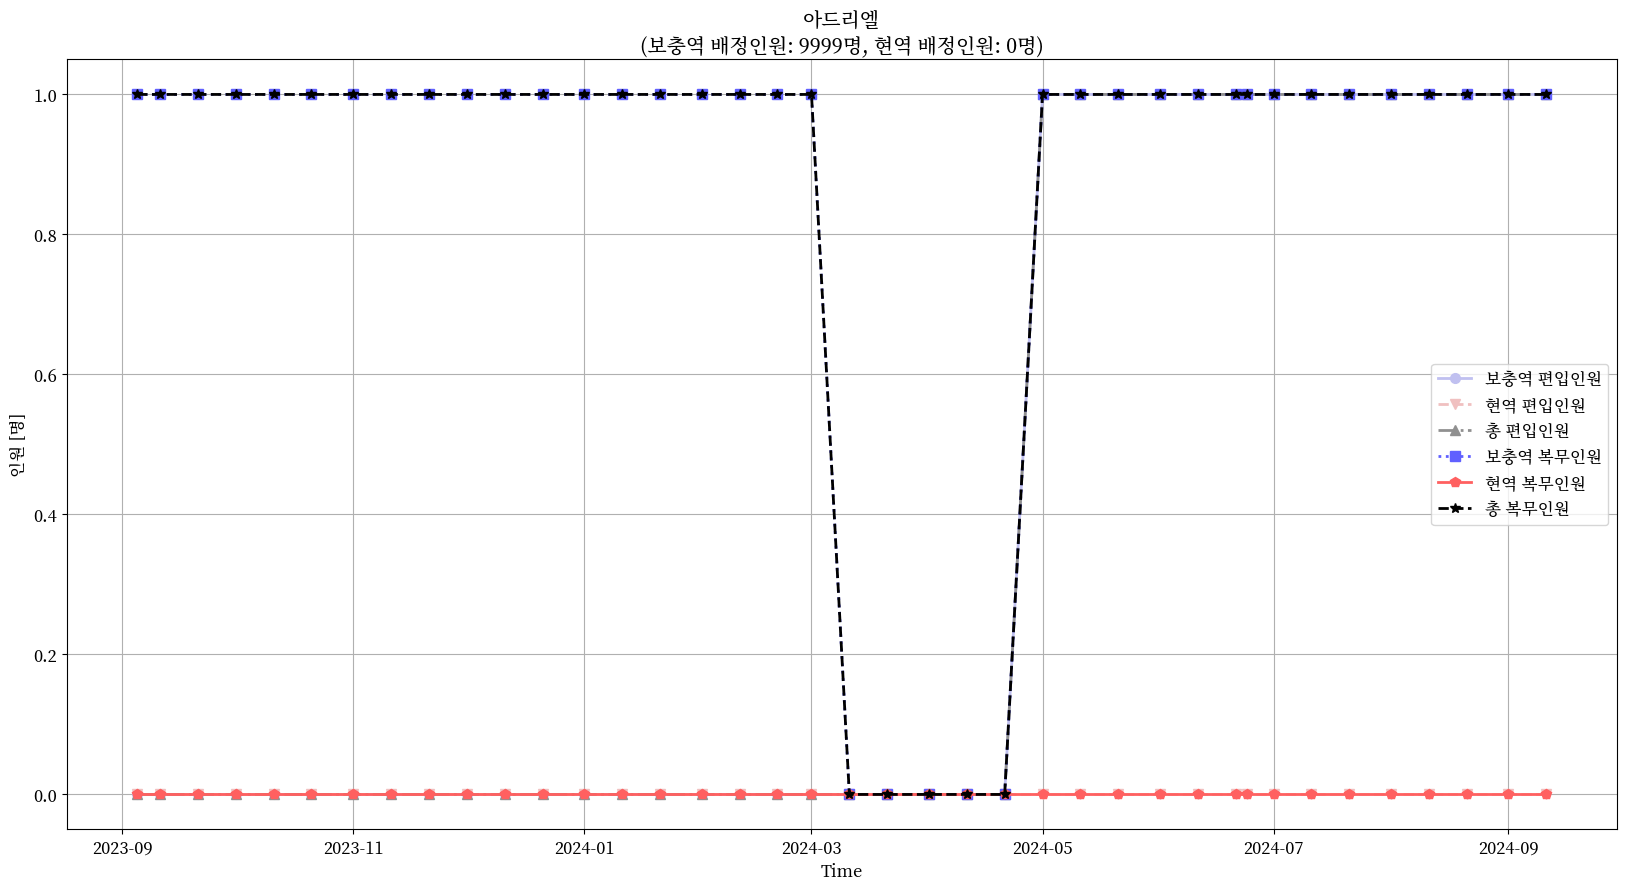 아드리엘
(보충역 배정인원: 9999명, 현역 배정인원: 0명)
인원 [명]
1.0
0.8
0.6
0.4
0.2
0.0
보충역 편입인원
현역 편입인원
총 편입인원
보충역 복무인원
현역 복무인원
총 복무인원
2023-09
2023-11
2024-01
2024-03
2024-05
2024-07
2024-09
Time